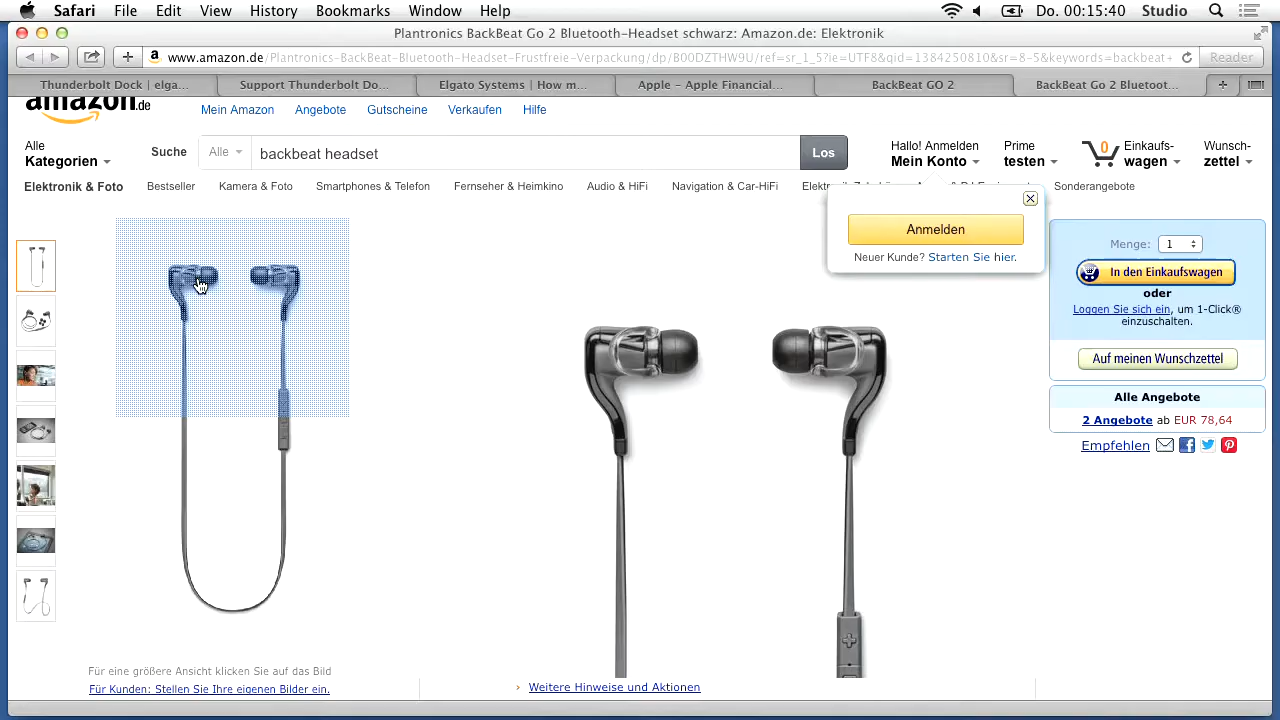 Safari File Edit View History Bookmarks Window Help Do. 00:15:40 Studio
Plantronics BackBeat Go 2 Bluetooth-Headset schwarz: Amazon.de: Elektronik
www.amazon.de/Plantronics-BackBeat-Bluetooth-Headset-Frustfreie-Verpackung/dp/B00DZTHW9U/ref=sr_1_5?ie=UTF8&qid=1384250810&sr=8-5&keywords=backbeat+ Reader
Thunderbolt Dock | elga... Support Thunderbolt Do... Elgato Systems | How m... Apple - Apple Financial... BackBeat GO 2 BackBeat Go 2 Bluetoot...
amazon.de Mein Amazon Angebote Gutscheine Verkaufen Hilfe
Alle Kategorien
Suche Alle backbeat headset Los
Hallo! Anmelden
Mein Konto
Prime
testen
0 Einkaufs-
wagen
Wunsch-
zettel
Elektronik & Foto Bestseller Kamera & Foto Smartphones & Telefon Fernseher & Heimkino Audio & HiFi Navigation & Car-HiFi Sonderangebote
Anmelden
Neuer Kunde? Starten Sie hier.
Menge: 1
In den Einkaufswagen
oder
Loggen Sie sich ein, um 1-Click®
einzuschalten.
Auf meinen Wunschzettel
Alle Angebote
2 Angebote ab EUR 78,64
Empfehlen
Für eine größere Ansicht klicken Sie auf das Bild
Für Kunden: Stellen Sie Ihre eigenen Bilder ein.
› Weitere Hinweise und Aktionen